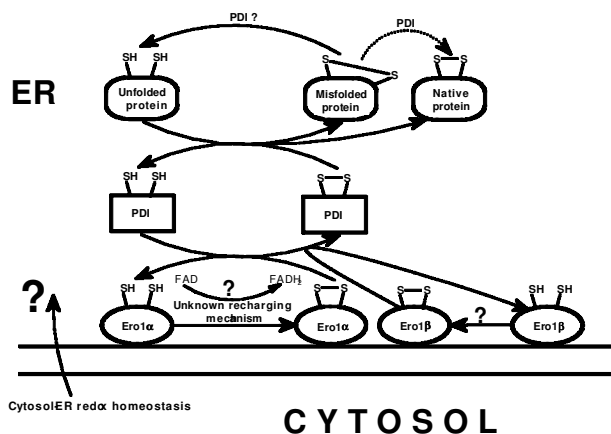 PDI ?
PDI
SH SH
S
S
S S
ER
Unfolded
protein
Misfolded
protein
Native
protein
SH SH
S S
PDI
PDI
?
FAD
?
FADH2
SH SH
Unknown recharging
mechanism
S S
S S
SH SH
Ero1α
Ero1α
Ero1β
?
Ero1β
Cytosol-ER redox homeostasis
CYTOSOL